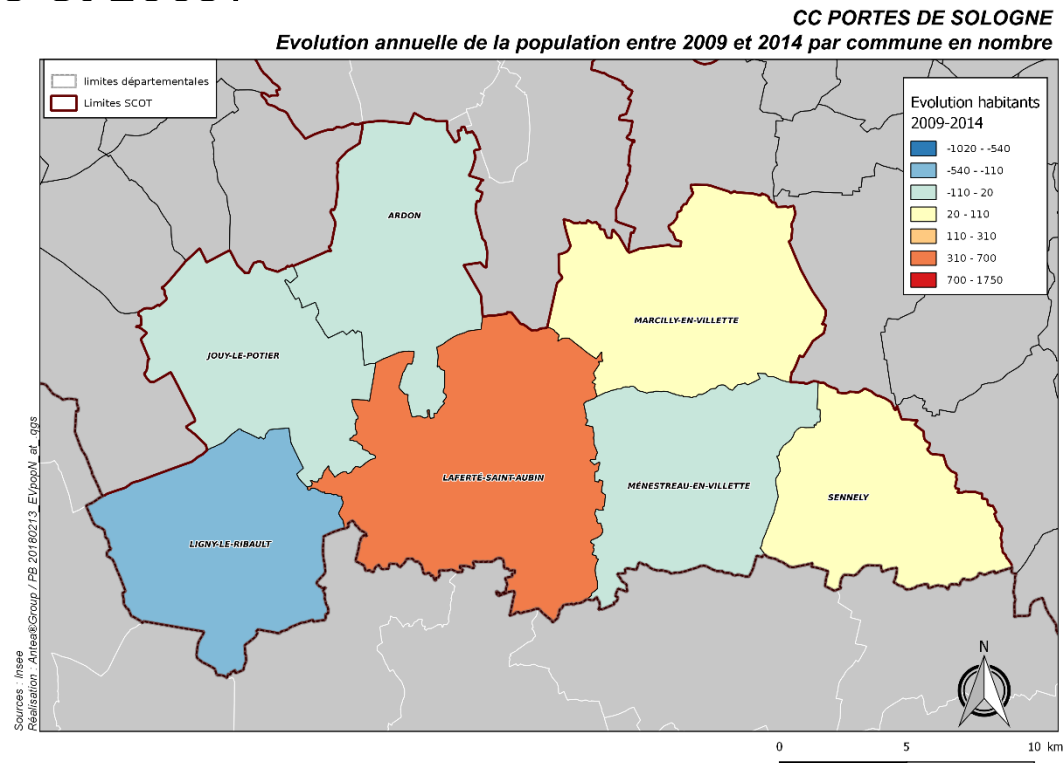 CC PORTES DE SOLOGNE
Evolution annuelle de la population entre 2009 et 2014 par commune en nombre
limites départementales
Limites SCOT
Evolution habitants
2009-2014
-1020 - -540
-540 - -110
-110 - 20
20 - 110
110 - 310
310 - 700
700 - 1750
ARDON
MARCILLY-EN-VILLETTE
JOUY-LE-POTIER
LAFERTÉ-SAINT-AUBIN
MÉNESTREAU-EN-VILLETTE
SENNELY
LIGNY-LE-RIBAULT
Sources : Insee
Réalisation : Antea®Group / PB 20180213_EVpopN_at_qgs
N
0 5 10 km